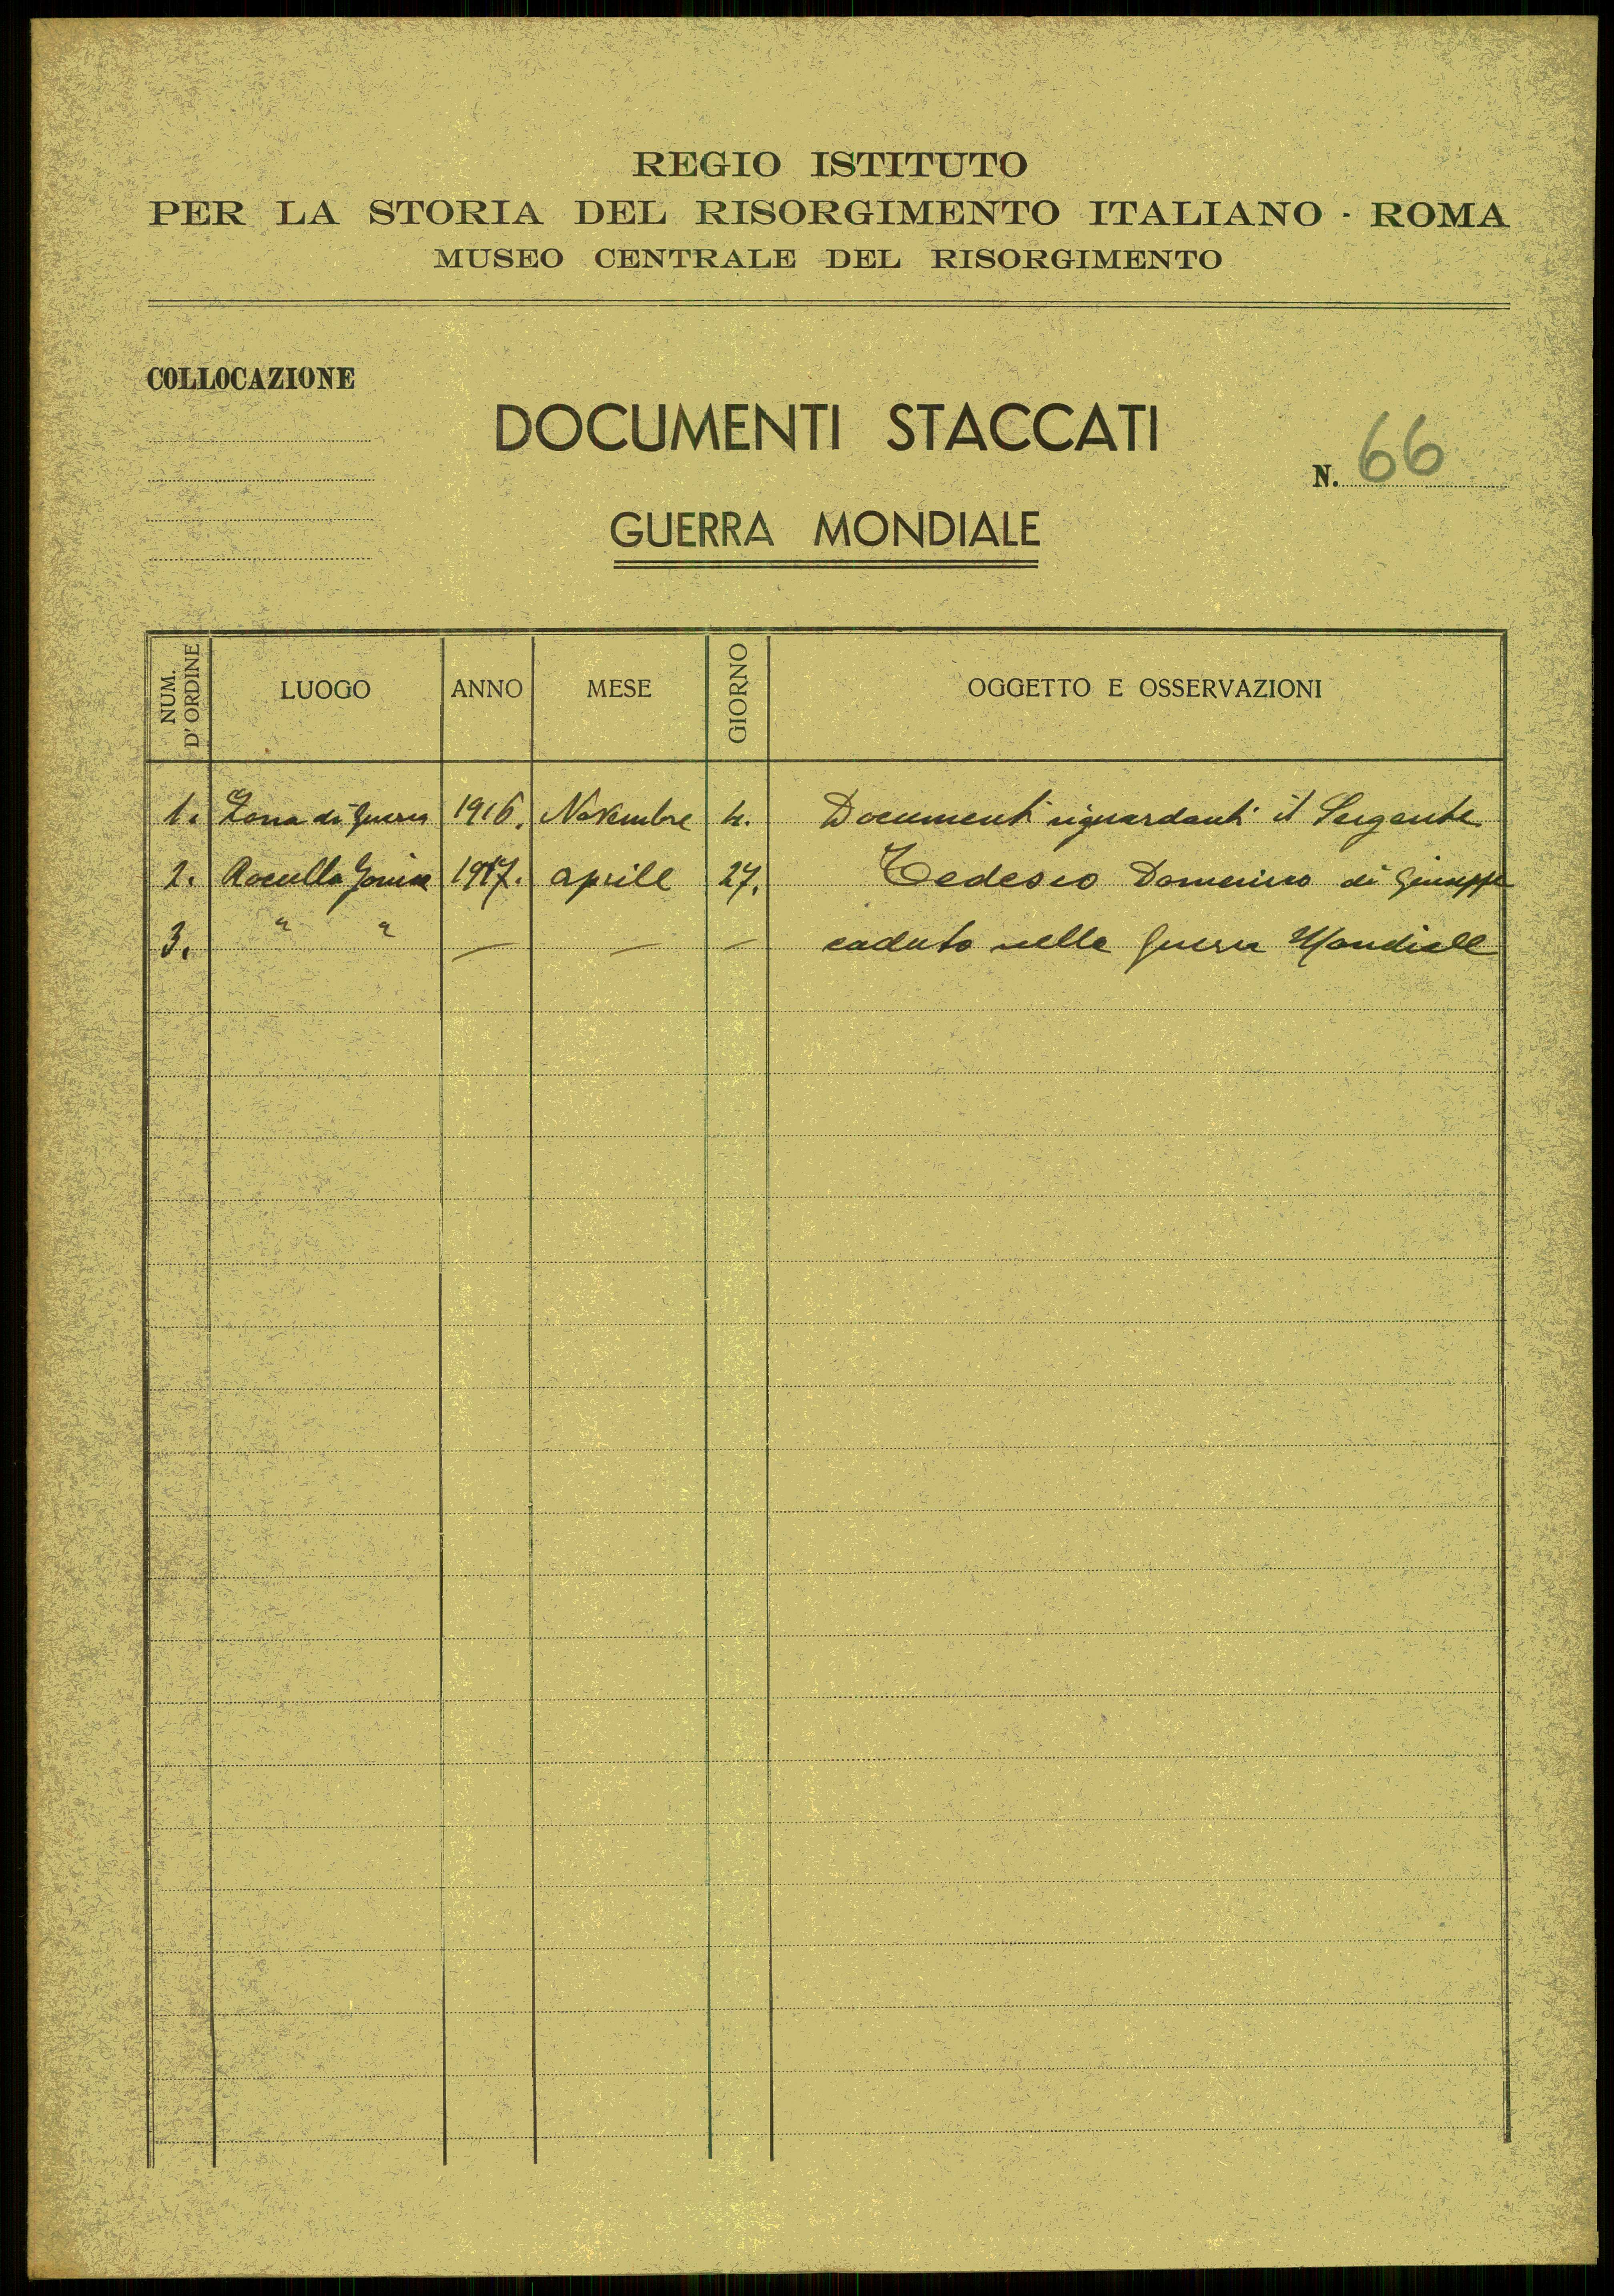 REGIO ISTITUTO
PER LA STORIA DEL RISORGIMENTO ITALIANO - ROMA
MUSEO CENTRALE DEL RISORGIMENTO
COLLOCAZIONE
DOCUMENTI STACCATI
N. 66
GUERRA MONDIALE
NUM. D'ORDINE LUOGO ANNO MESE GIORNO OGGETTO E OSSERVAZIONI
1. Zona di Guerra 1916. Novembre 4. Documenti riguardanti il Sergente
2. Roccella Jonica 1917. aprile 27. Tedesco Domenico di Giuseppe
3. " " — — — caduto nella Guerra Mondiale